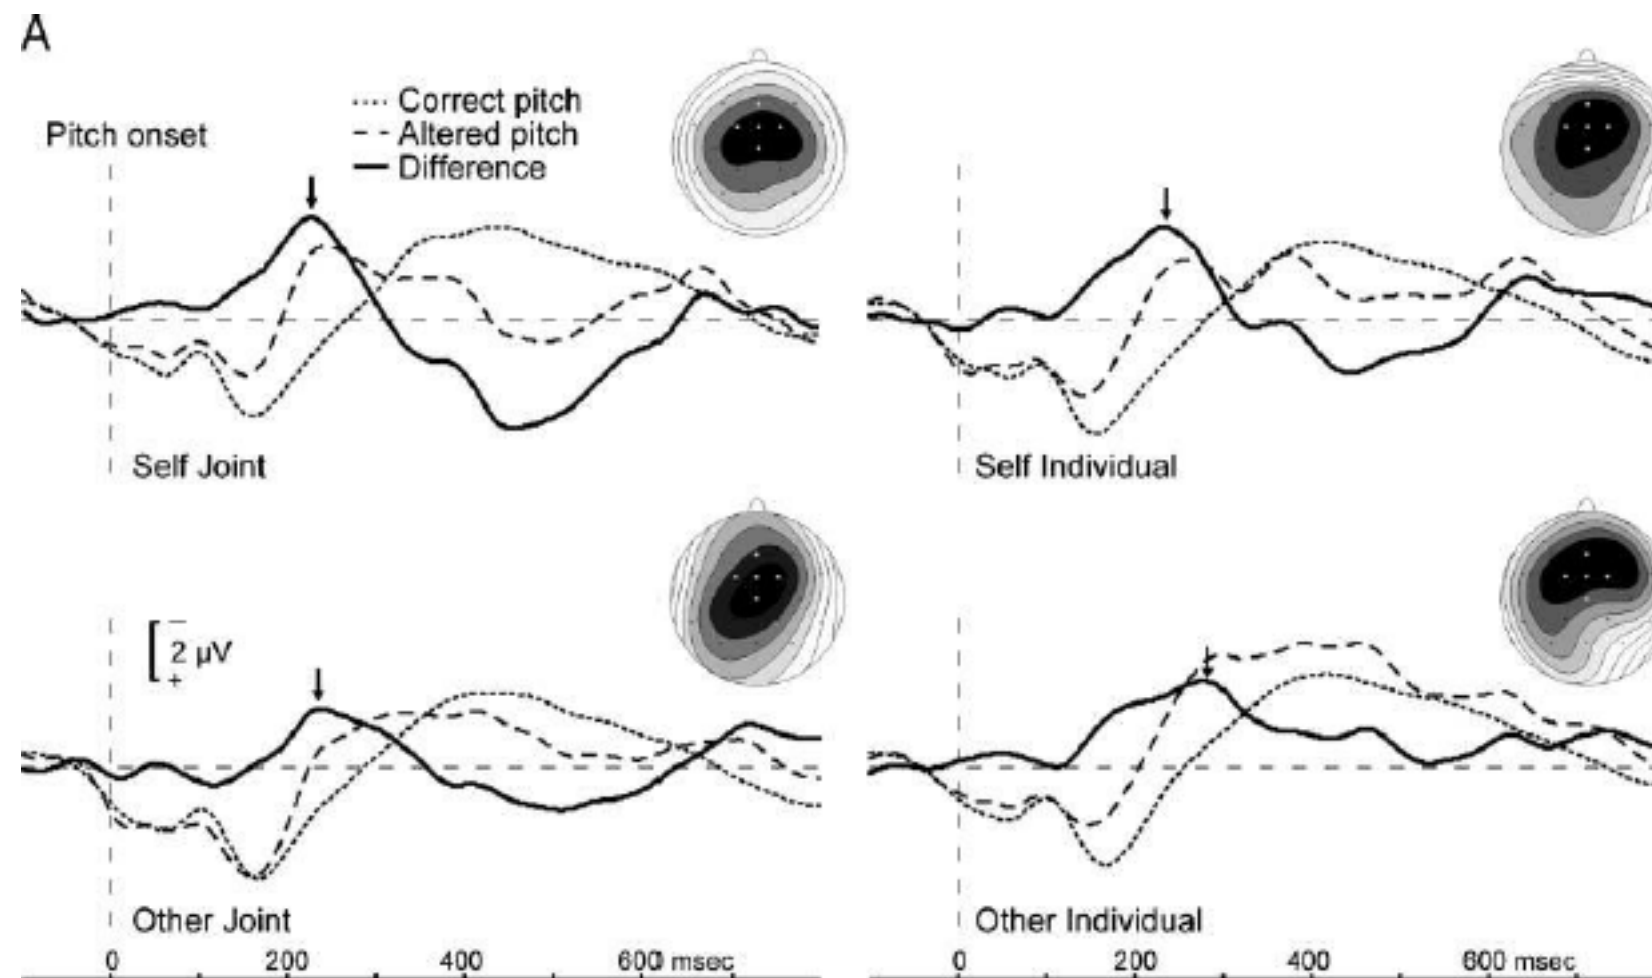 A
Correct pitch
Altered pitch
Difference
Pitch onset
Self Joint
Self Individual
2 µV
Other Joint
Other Individual
0 200 400 600 msec
0 200 400 600 msec